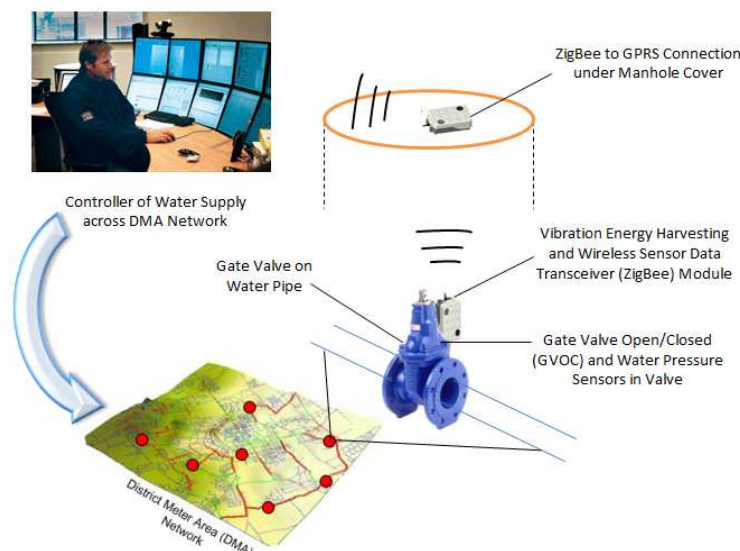 ZigBee to GPRS Connection
under Manhole Cover
Controller of Water Supply
across DMA Network
Vibration Energy Harvesting
and Wireless Sensor Data
Transceiver (ZigBee) Module
Gate Valve on
Water Pipe
Gate Valve Open/Closed
(GVOC) and Water Pressure
Sensors in Valve
District Meter Area (DMA)
Network